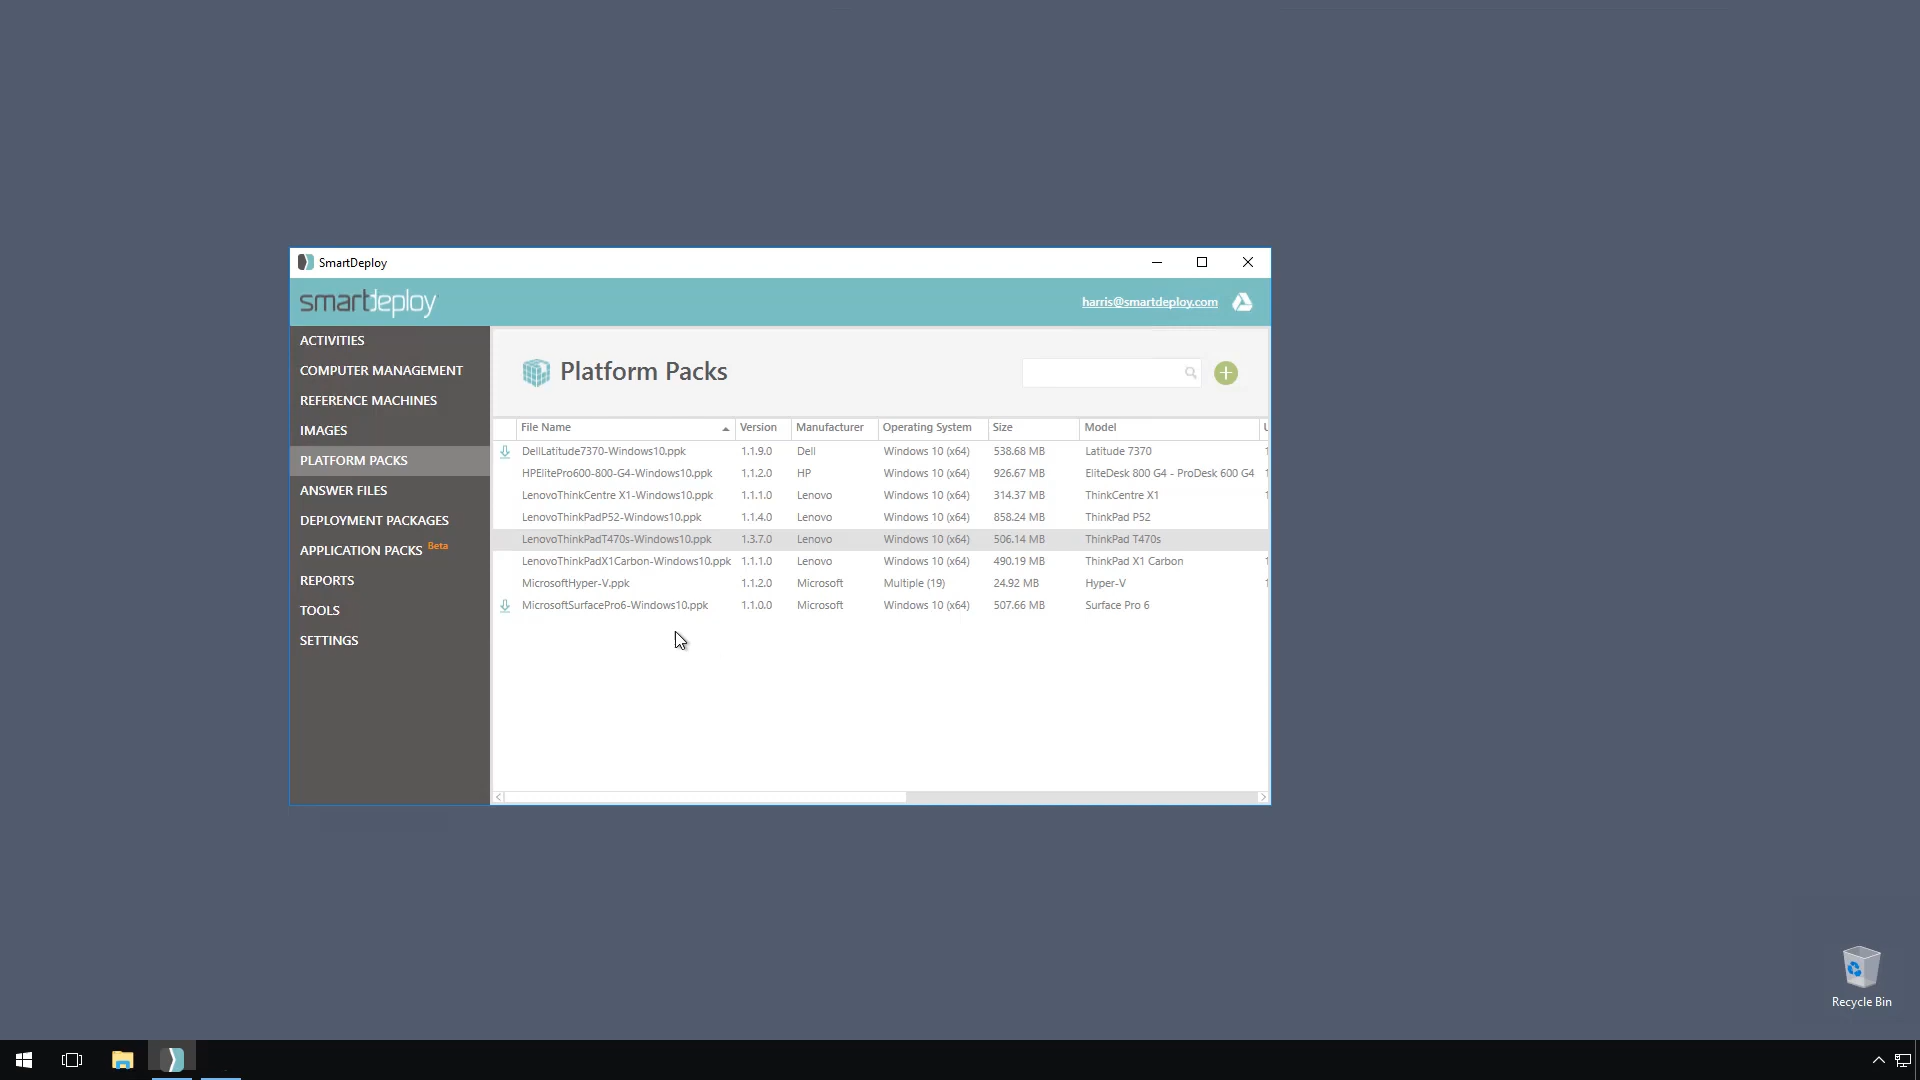 SmartDeploy
smartdeploy
harris@smartdeploy.com
ACTIVITIES
COMPUTER MANAGEMENT
REFERENCE MACHINES
IMAGES
PLATFORM PACKS
ANSWER FILES
DEPLOYMENT PACKAGES
APPLICATION PACKS Beta
REPORTS
TOOLS
SETTINGS
Platform Packs
File Name Version Manufacturer Operating System Size Model
DellLatitude7370-Windows10.ppk 1.1.9.0 Dell Windows 10 (x64) 538.68 MB Latitude 7370
HPElitePro600-800-G4-Windows10.ppk 1.1.2.0 HP Windows 10 (x64) 926.67 MB EliteDesk 800 G4 - ProDesk 600 G4
LenovoThinkCentre X1-Windows10.ppk 1.1.1.0 Lenovo Windows 10 (x64) 314.37 MB ThinkCentre X1
LenovoThinkPadP52-Windows10.ppk 1.1.4.0 Lenovo Windows 10 (x64) 858.24 MB ThinkPad P52
LenovoThinkPadT470s-Windows10.ppk 1.3.7.0 Lenovo Windows 10 (x64) 506.14 MB ThinkPad T470s
LenovoThinkPadX1Carbon-Windows10.ppk 1.1.1.0 Lenovo Windows 10 (x64) 490.19 MB ThinkPad X1 Carbon
MicrosoftHyper-V.ppk 1.1.2.0 Microsoft Multiple (19) 24.92 MB Hyper-V
MicrosoftSurfacePro6-Windows10.ppk 1.1.0.0 Microsoft Windows 10 (x64) 507.66 MB Surface Pro 6
Recycle Bin